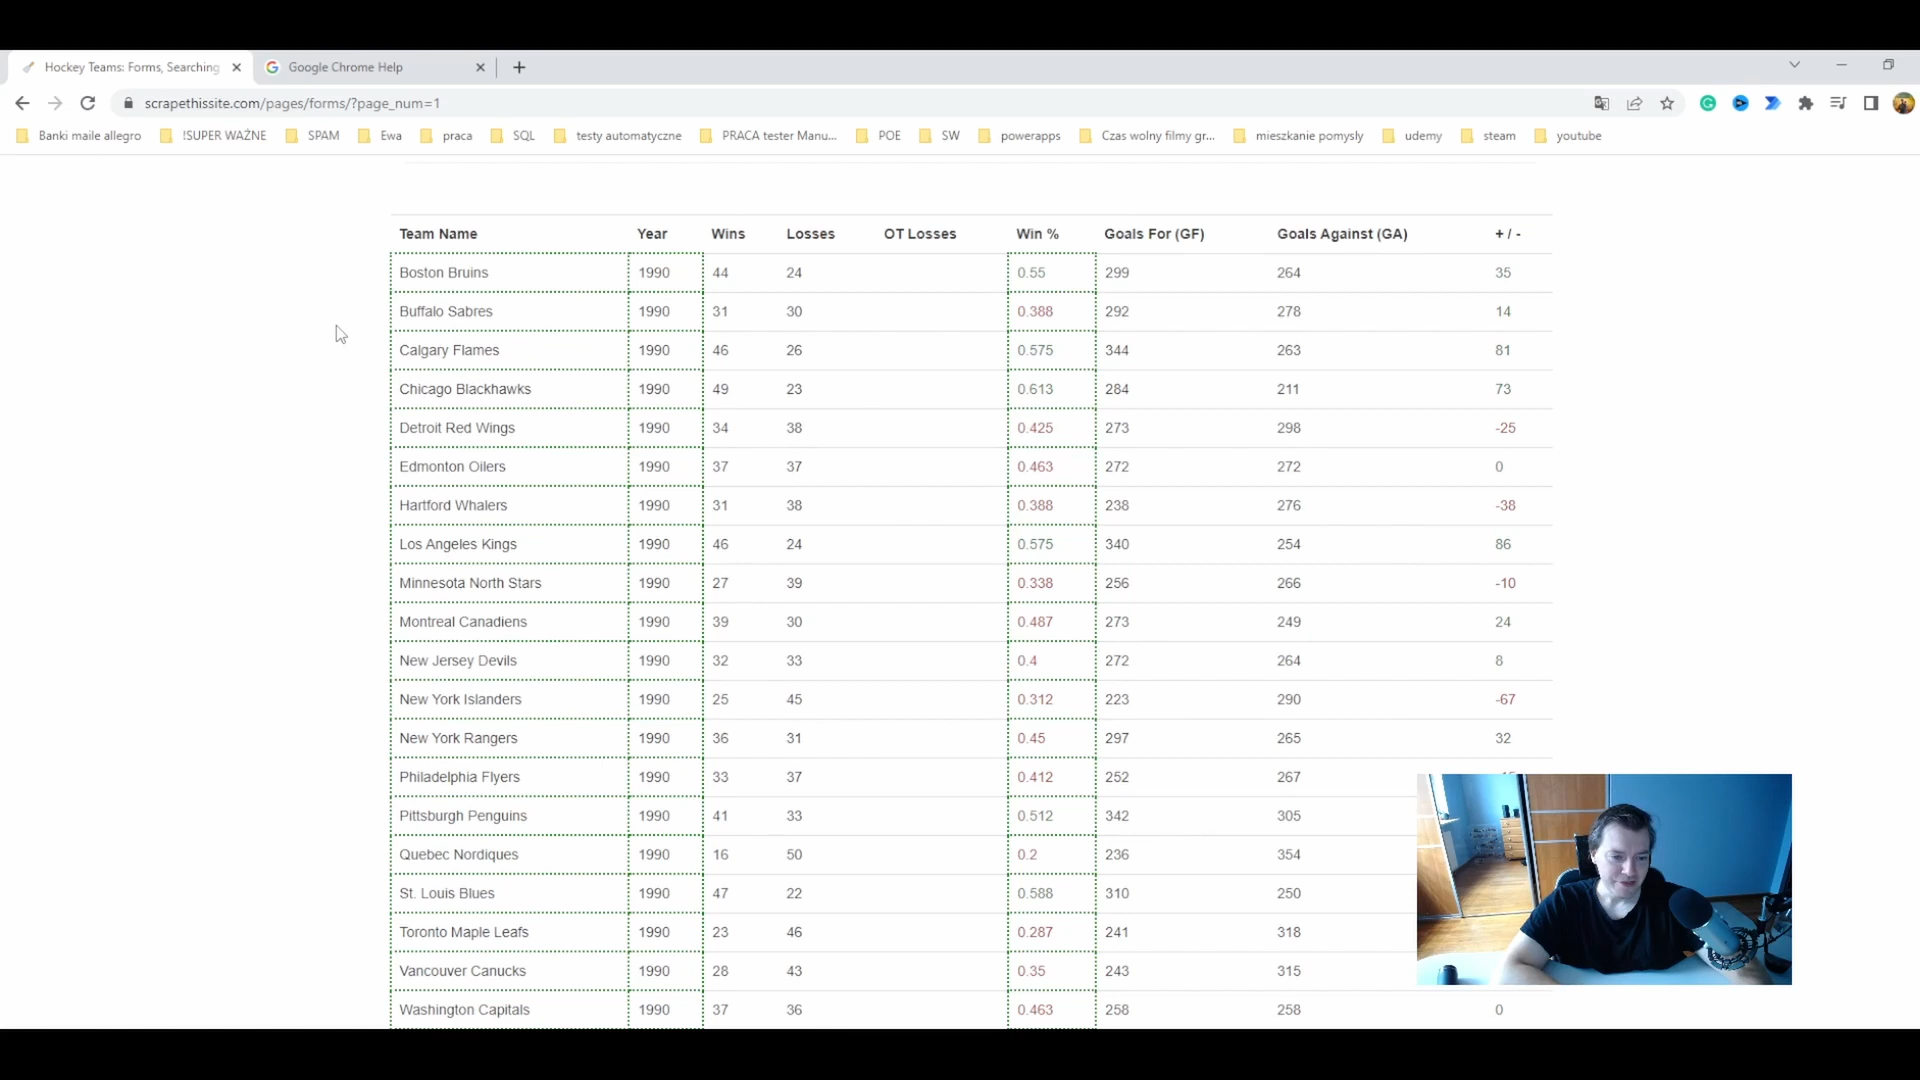 Hockey Teams: Forms, Searching
Google Chrome Help
scrapethissite.com/pages/forms/?page_num=1
Banki maile allegro !SUPER WAŻNE SPAM Ewa praca SQL testy automatyczne PRACA tester Manu... POE SW powerapps Czas wolny filmy gr... mieszkanie pomysly udemy steam youtube
Team Name Year Wins Losses OT Losses Win % Goals For (GF) Goals Against (GA) + / -
Boston Bruins 1990 44 24 0.55 299 264 35
Buffalo Sabres 1990 31 30 0.388 292 278 14
Calgary Flames 1990 46 26 0.575 344 263 81
Chicago Blackhawks 1990 49 23 0.613 284 211 73
Detroit Red Wings 1990 34 38 0.425 273 298 -25
Edmonton Oilers 1990 37 37 0.463 272 272 0
Hartford Whalers 1990 31 38 0.388 238 276 -38
Los Angeles Kings 1990 46 24 0.575 340 254 86
Minnesota North Stars 1990 27 39 0.338 256 266 -10
Montreal Canadiens 1990 39 30 0.487 273 249 24
New Jersey Devils 1990 32 33 0.4 272 264 8
New York Islanders 1990 25 45 0.312 223 290 -67
New York Rangers 1990 36 31 0.45 297 265 32
Philadelphia Flyers 1990 33 37 0.412 252 267
Pittsburgh Penguins 1990 41 33 0.512 342 305
Quebec Nordiques 1990 16 50 0.2 236 354
St. Louis Blues 1990 47 22 0.588 310 250
Toronto Maple Leafs 1990 23 46 0.287 241 318
Vancouver Canucks 1990 28 43 0.35 243 315
Washington Capitals 1990 37 36 0.463 258 258 0